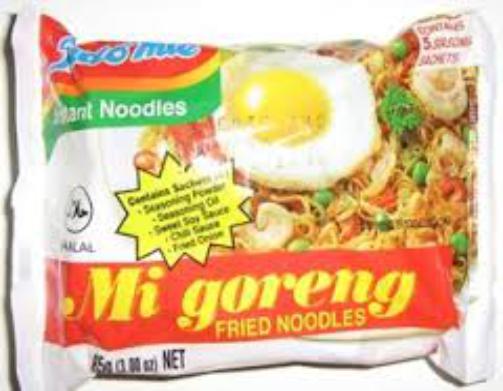 Indomie
Instant Noodles
CONTAINS
5 SEASONING
SACHETS
Contains Sachets of:
- Seasoning Powder
- Seasoning Oil
- Sweet Soy Sauce
- Chili Sauce
- Fried Onion
HALAL
Mi goreng
FRIED NOODLES
85g (3.00 oz) NET